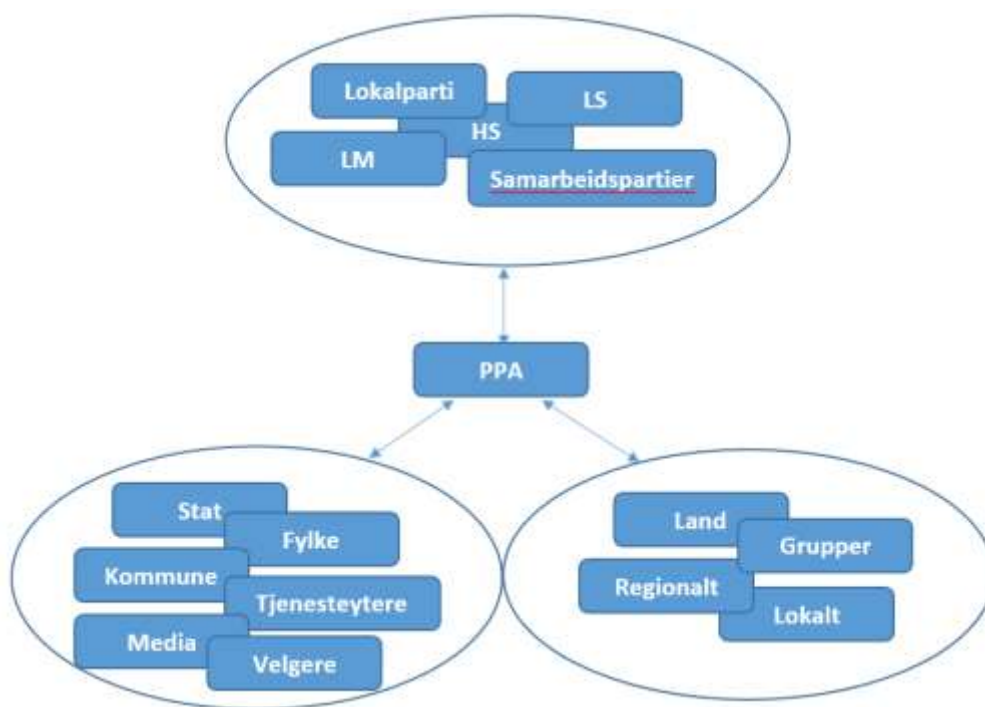 Lokalparti
LS
HS
LM
Samarbeidspartier
PPA
Stat
Fylke
Kommune
Tjenesteytere
Media
Velgere
Land
Grupper
Regionalt
Lokalt